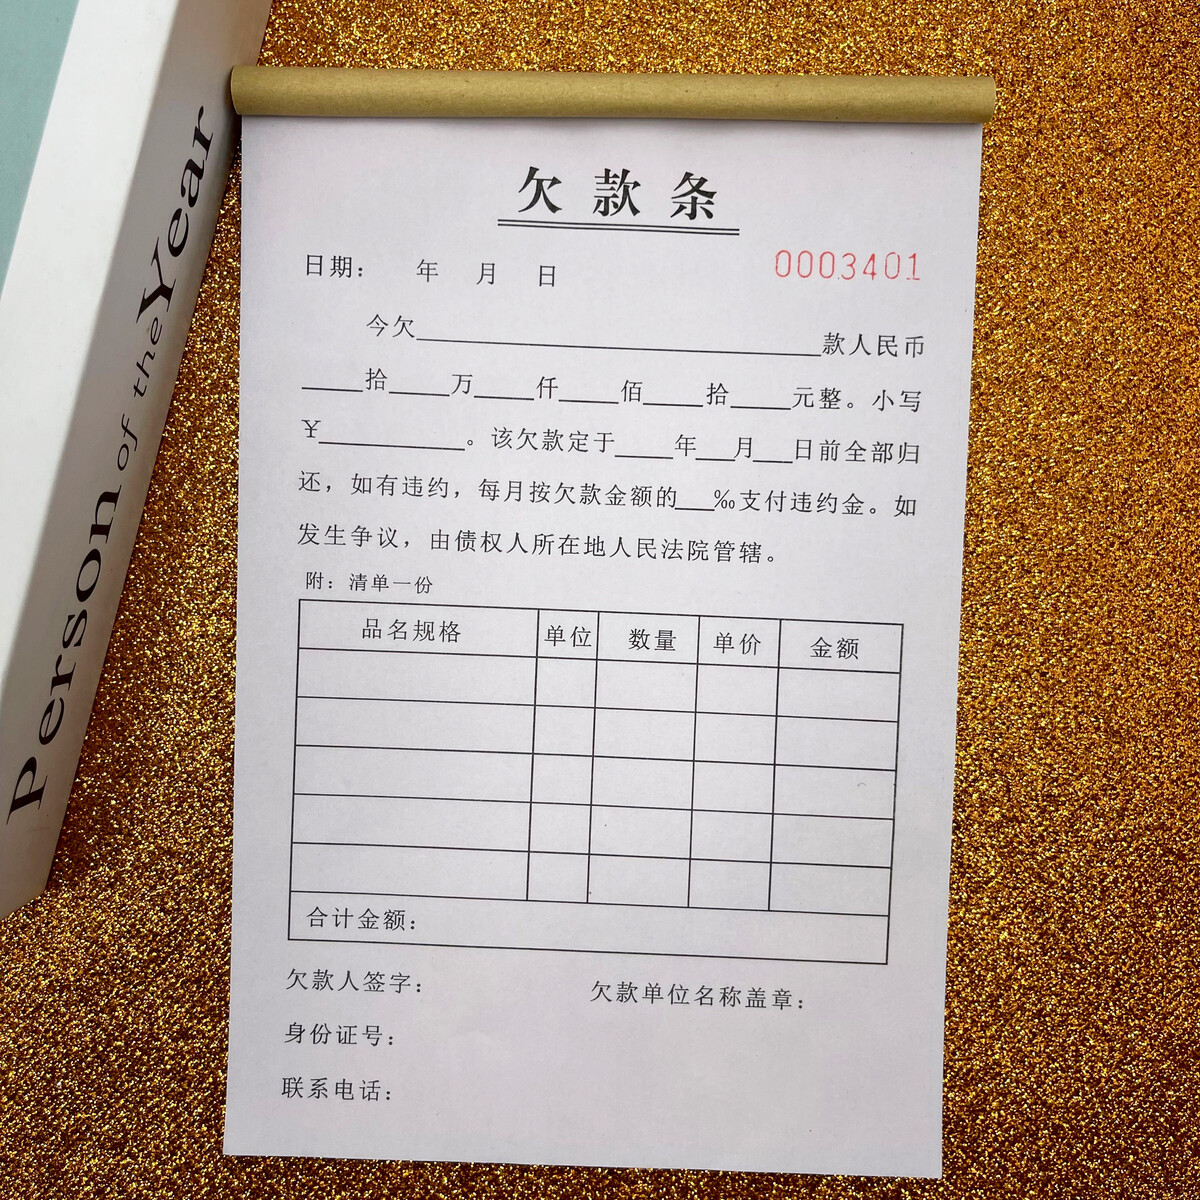 Person of the Year
欠款条
日期： 年 月 日 0003401
今欠____________________款人民币
____拾____万____仟____佰____拾____元整。小写
¥__________。该欠款定于____年__月__日前全部归
还，如有违约，每月按欠款金额的__‰支付违约金。如
发生争议，由债权人所在地人民法院管辖。
附：清单一份
品名规格 单位 数量 单价 金额
合计金额：
欠款人签字： 欠款单位名称盖章：
身份证号：
联系电话：